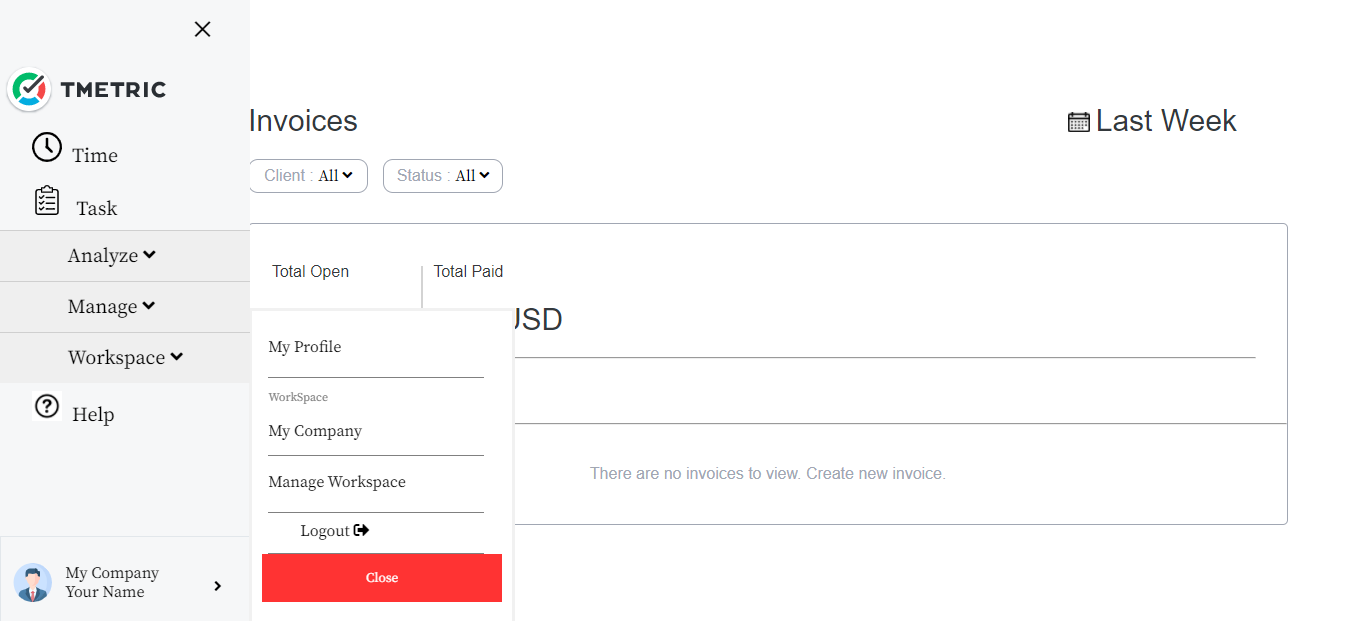 TMETRIC
Time
Task
Analyze
Manage
Workspace
Help
My Company
Your Name
Invoices
Last Week
Client : All
Status : All
Total Open
Total Paid
USD
My Profile
WorkSpace
My Company
Manage Workspace
Logout
Close
There are no invoices to view. Create new invoice.